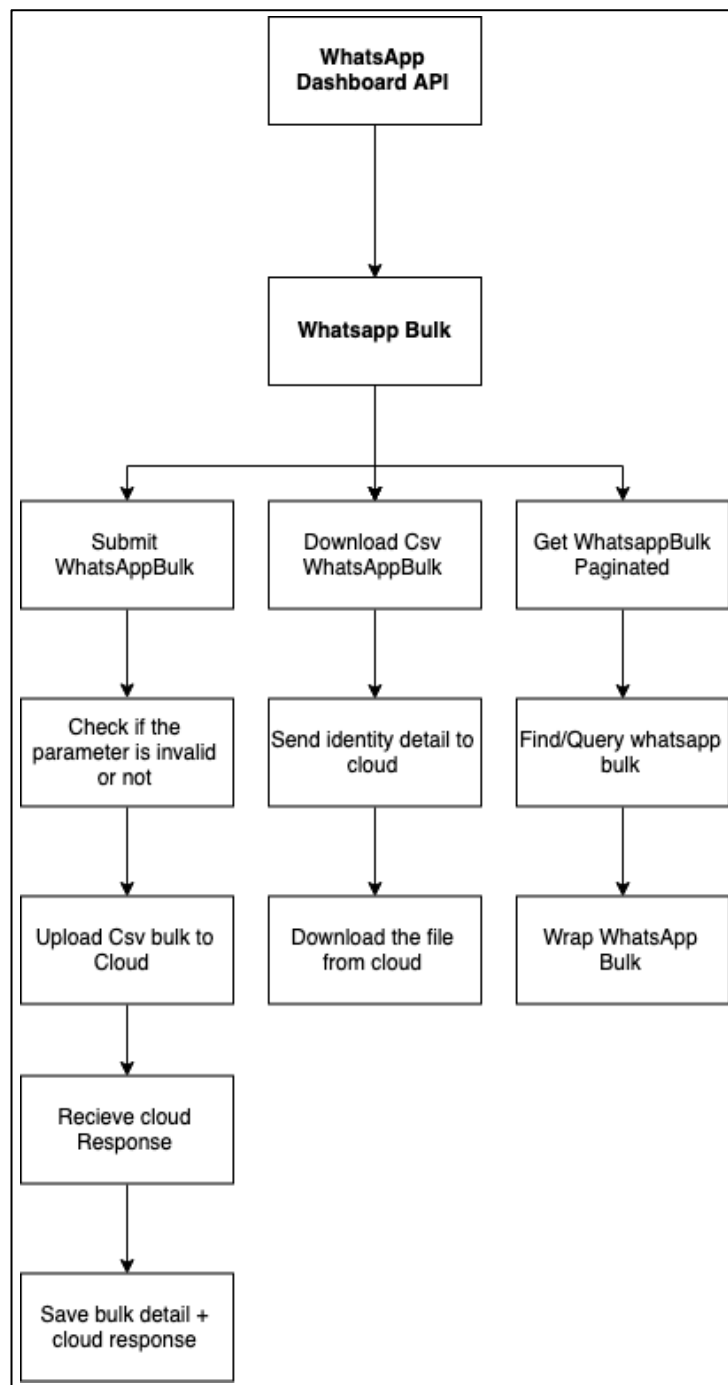 WhatsApp
Dashboard API
Whatsapp Bulk
Submit
WhatsAppBulk
Download Csv
WhatsAppBulk
Get WhatsappBulk
Paginated
Check if the
parameter is invalid
or not
Send identity detail to
cloud
Find/Query whatsapp
bulk
Upload Csv bulk to
Cloud
Download the file
from cloud
Wrap WhatsApp
Bulk
Recieve cloud
Response
Save bulk detail +
cloud response